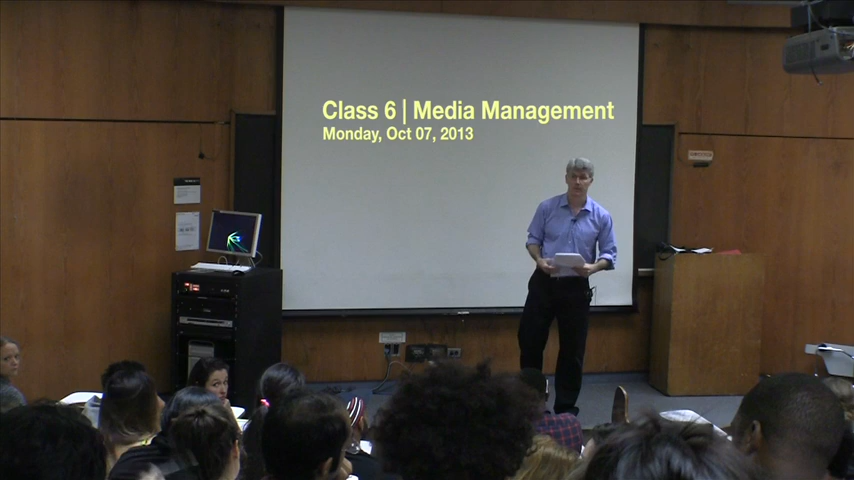 Class 6 | Media Management
Monday, Oct 07, 2013